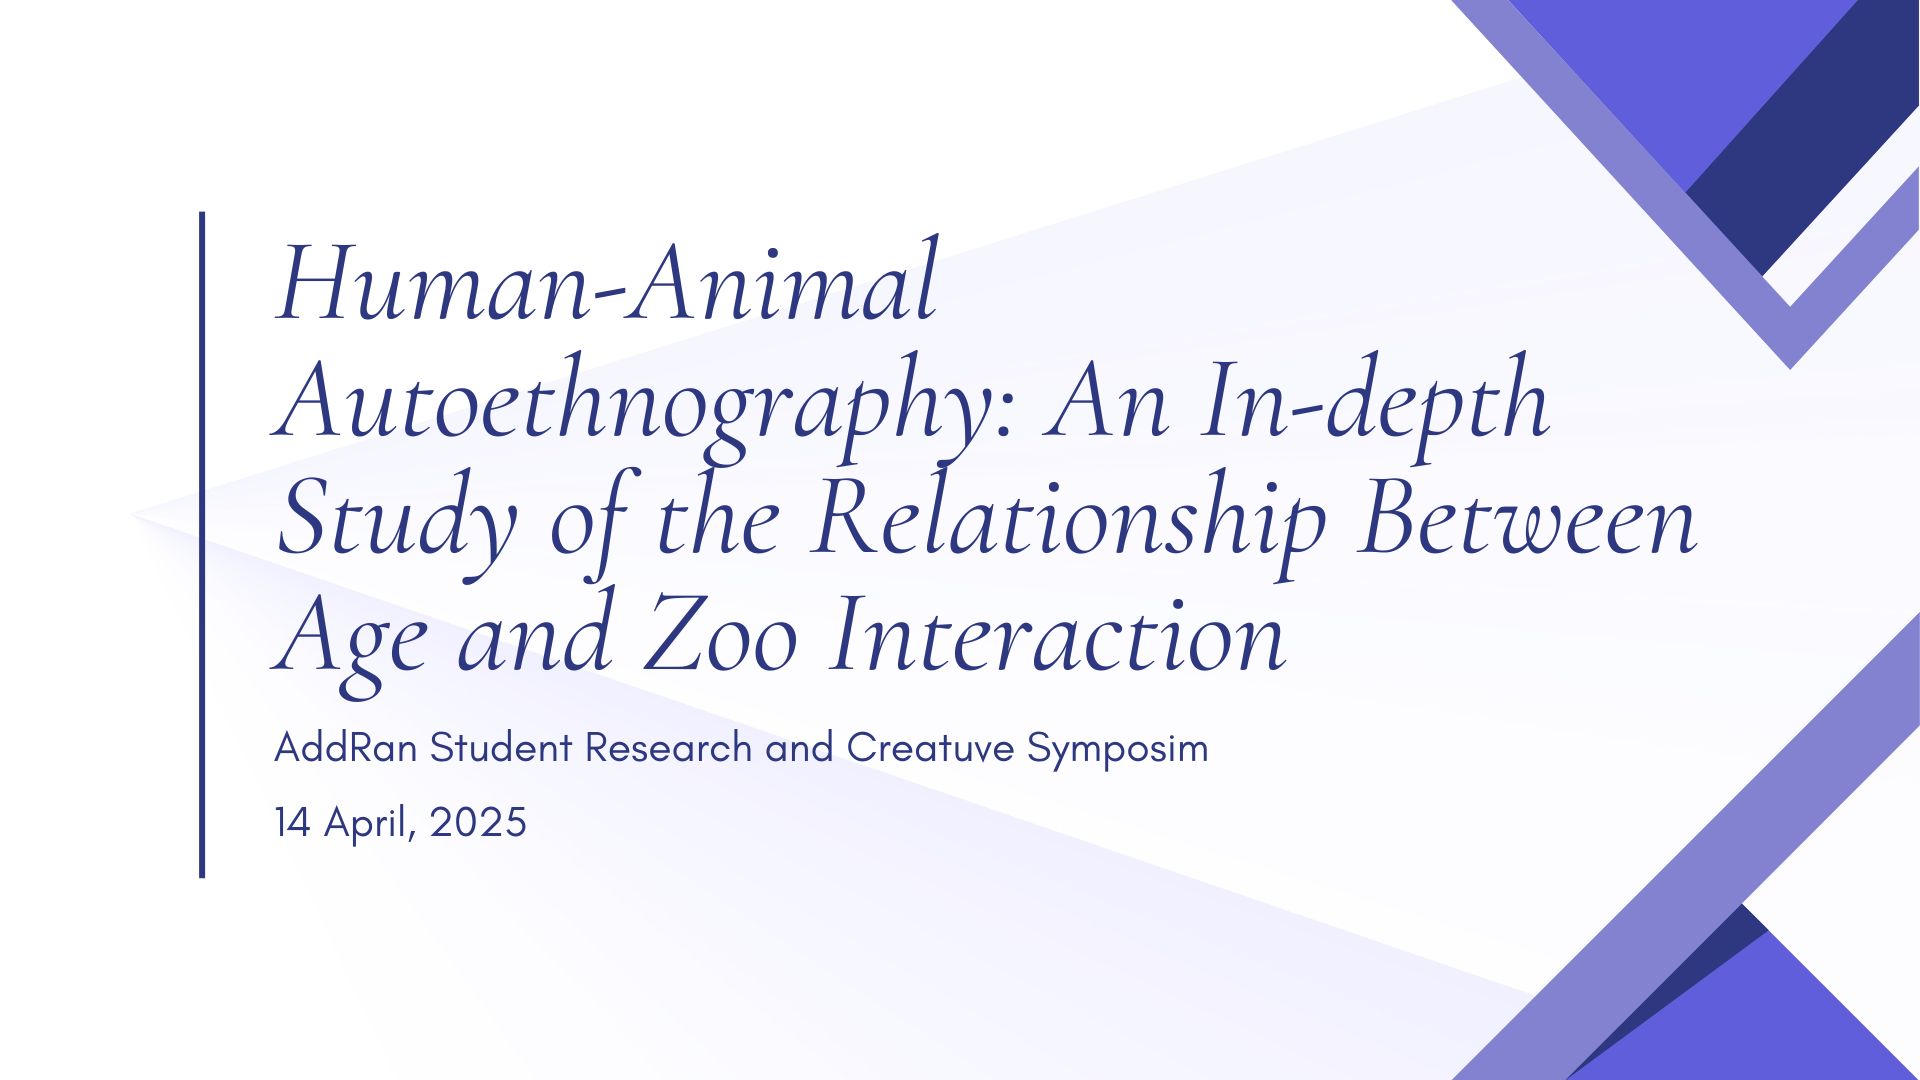 Human-Animal
Autoethnography: An In-depth
Study of the Relationship Between
Age and Zoo Interaction
AddRan Student Research and Creatuve Symposim
14 April, 2025